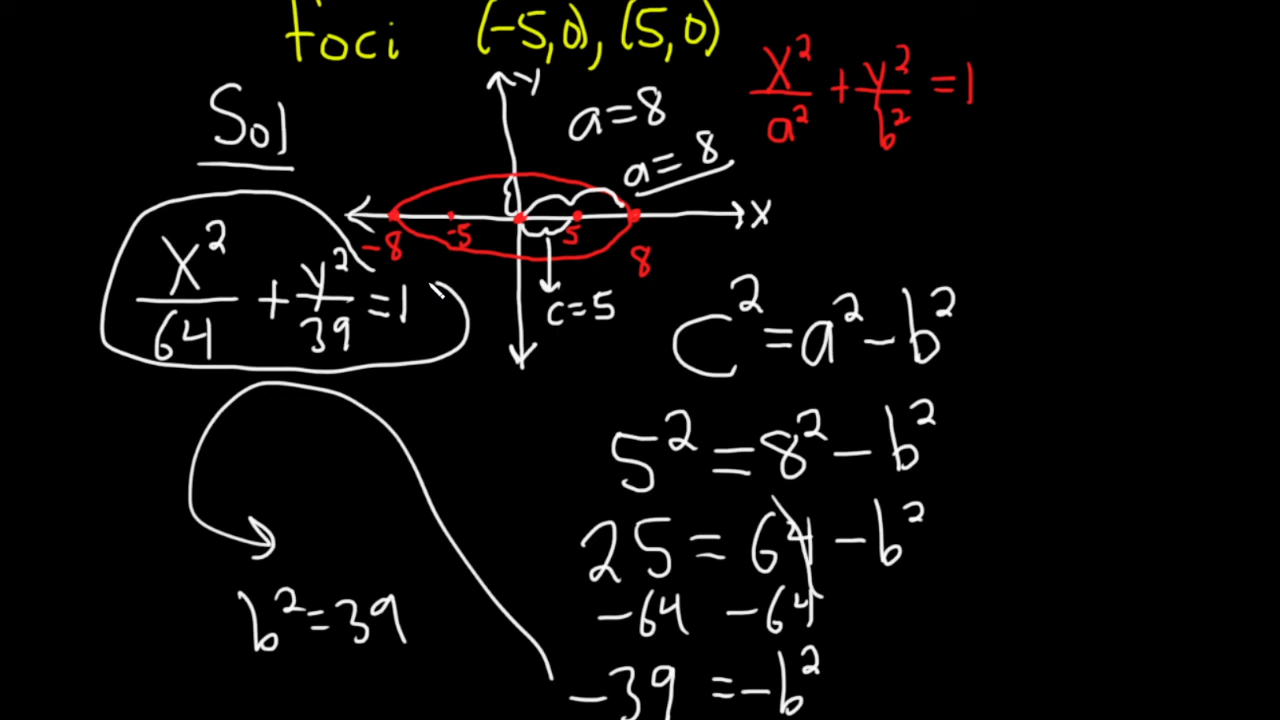 foci (-5,0), (5,0)
Sol
x²/a² + y²/b² = 1
y
a=8
a=8
x
-8
-5
5
8
c=5
x²/64 + y²/39 = 1
c²=a²-b²
5²=8²-b²
25=64-b²
-64 -64
-39=-b²
b²=39